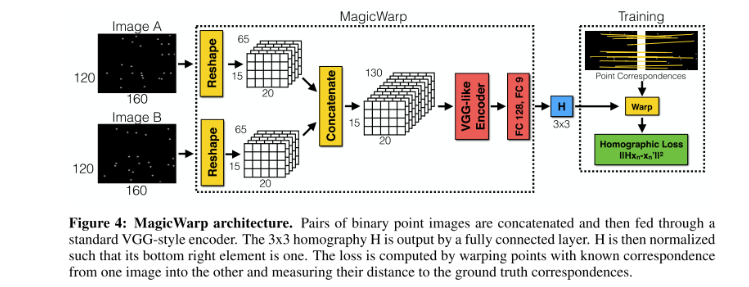 MagicWarp
Training
Image A
120
160
Image B
120
160
Reshape
65
15
20
Reshape
65
15
20
Concatenate
130
15
20
VGG-like
Encoder
FC 128, FC 9
H
3x3
Point Correspondences
Warp
Homographic Loss
||Hxn-xn'||²
Figure 4: MagicWarp architecture. Pairs of binary point images are concatenated and then fed through a
standard VGG-style encoder. The 3x3 homography H is output by a fully connected layer. H is then normalized
such that its bottom right element is one. The loss is computed by warping points with known correspondence
from one image into the other and measuring their distance to the ground truth correspondences.